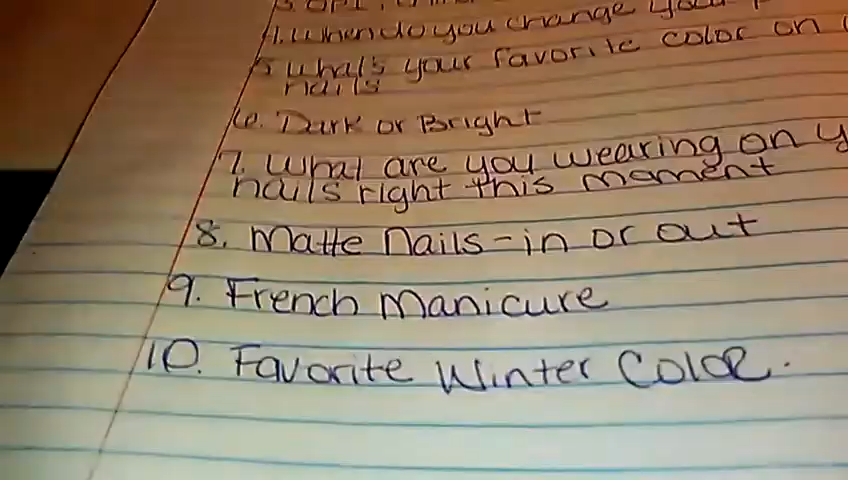 3. OPI,
4. When do you change your
5. What's your favorite color on
nails
6. Dark or Bright
7. What are you wearing on y
nails right this moment
8. Matte Nails - in or out
9. French Manicure
10. Favorite Winter Color.